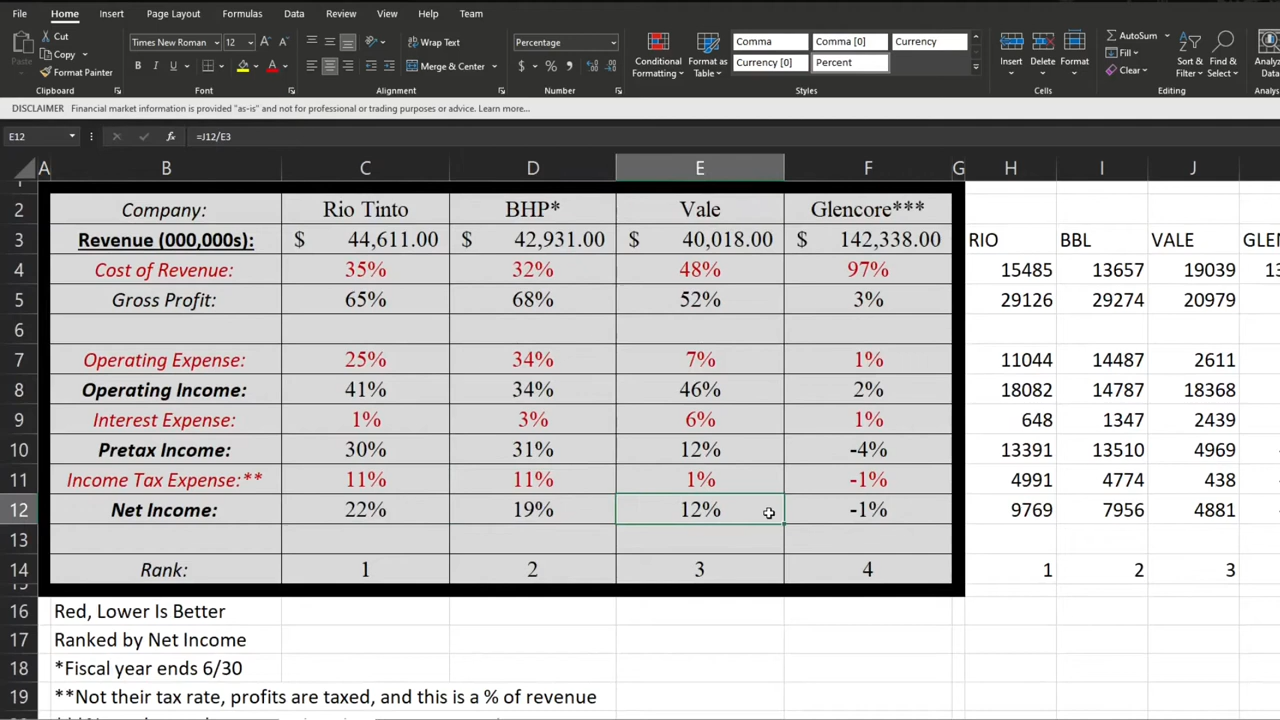 File Home Insert Page Layout Formulas Data Review View Help Team
Cut
Copy
Format Painter
Paste
Clipboard
Times New Roman 12
B I U
Font
Wrap Text
Merge & Center
Alignment
Percentage
$ % 9
Number
Conditional Formatting
Format as Table
Comma Comma [0] Currency
Currency [0] Percent
Styles
Insert Delete Format
Cells
AutoSum
Fill
Clear
Sort & Filter
Find & Select
Editing
DISCLAIMER Financial market information is provided "as-is" and not for professional or trading purposes or advice. Learn more...
E12 fx =J12/E3
A B C D E F G H I J
2 Company: Rio Tinto BHP* Vale Glencore***
3 Revenue (000,000s): $ 44,611.00 $ 42,931.00 $ 40,018.00 $ 142,338.00 RIO BBL VALE
4 Cost of Revenue: 35% 32% 48% 97% 15485 13657 19039
5 Gross Profit: 65% 68% 52% 3% 29126 29274 20979
6
7 Operating Expense: 25% 34% 7% 1% 11044 14487 2611
8 Operating Income: 41% 34% 46% 2% 18082 14787 18368
9 Interest Expense: 1% 3% 6% 1% 648 1347 2439
10 Pretax Income: 30% 31% 12% -4% 13391 13510 4969
11 Income Tax Expense:** 11% 11% 1% -1% 4991 4774 438
12 Net Income: 22% 19% 12% -1% 9769 7956 4881
13
14 Rank: 1 2 3 4 1 2 3
16 Red, Lower Is Better
17 Ranked by Net Income
18 *Fiscal year ends 6/30
19 **Not their tax rate, profits are taxed, and this is a % of revenue